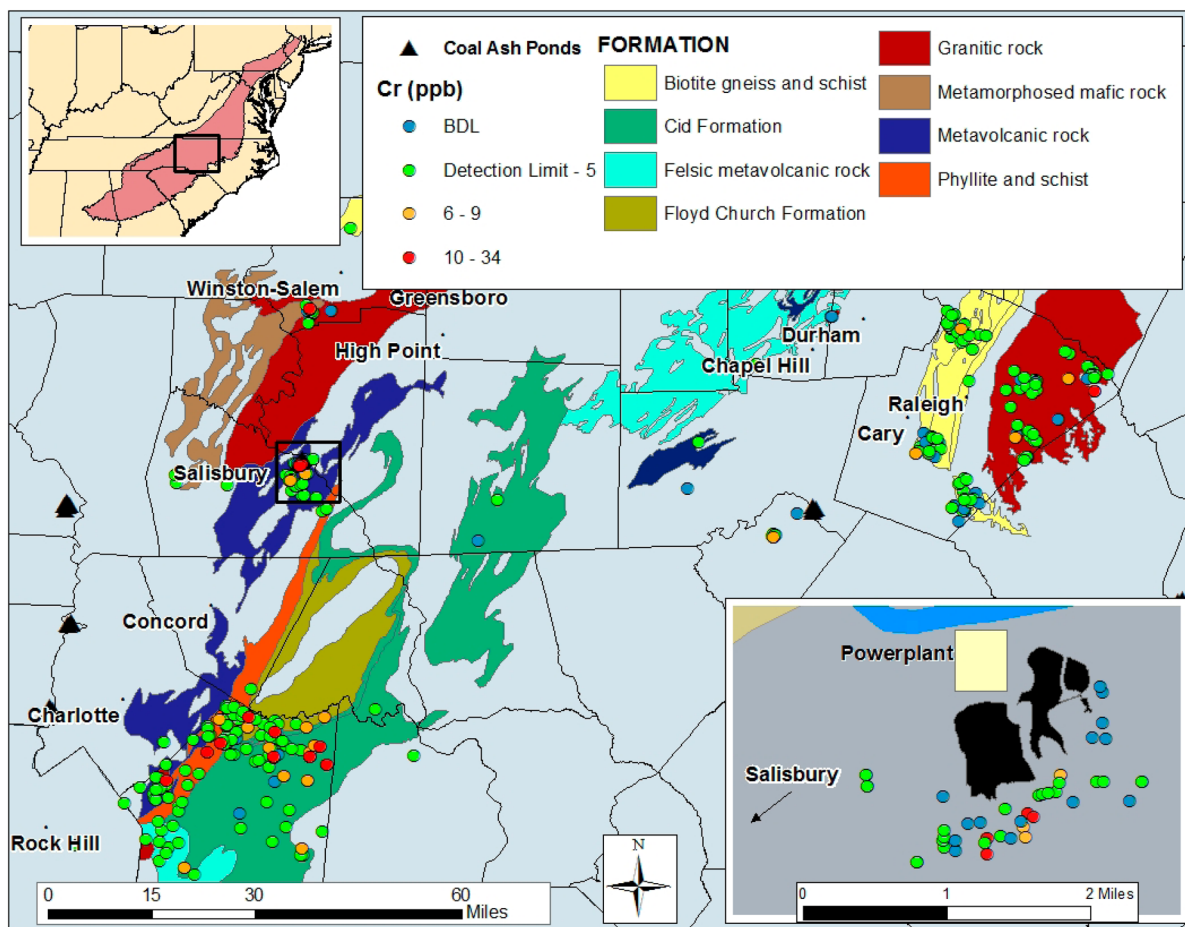 Coal Ash Ponds
Cr (ppb)
BDL
Detection Limit - 5
6 - 9
10 - 34
FORMATION
Biotite gneiss and schist
Cid Formation
Felsic metavolcanic rock
Floyd Church Formation
Granitic rock
Metamorphosed mafic rock
Metavolcanic rock
Phyllite and schist
Winston-Salem
Greensboro
High Point
Durham
Chapel Hill
Raleigh
Cary
Salisbury
Concord
Charlotte
Rock Hill
Powerplant
Salisbury
N
0 15 30 60
Miles
0 1 2
Miles